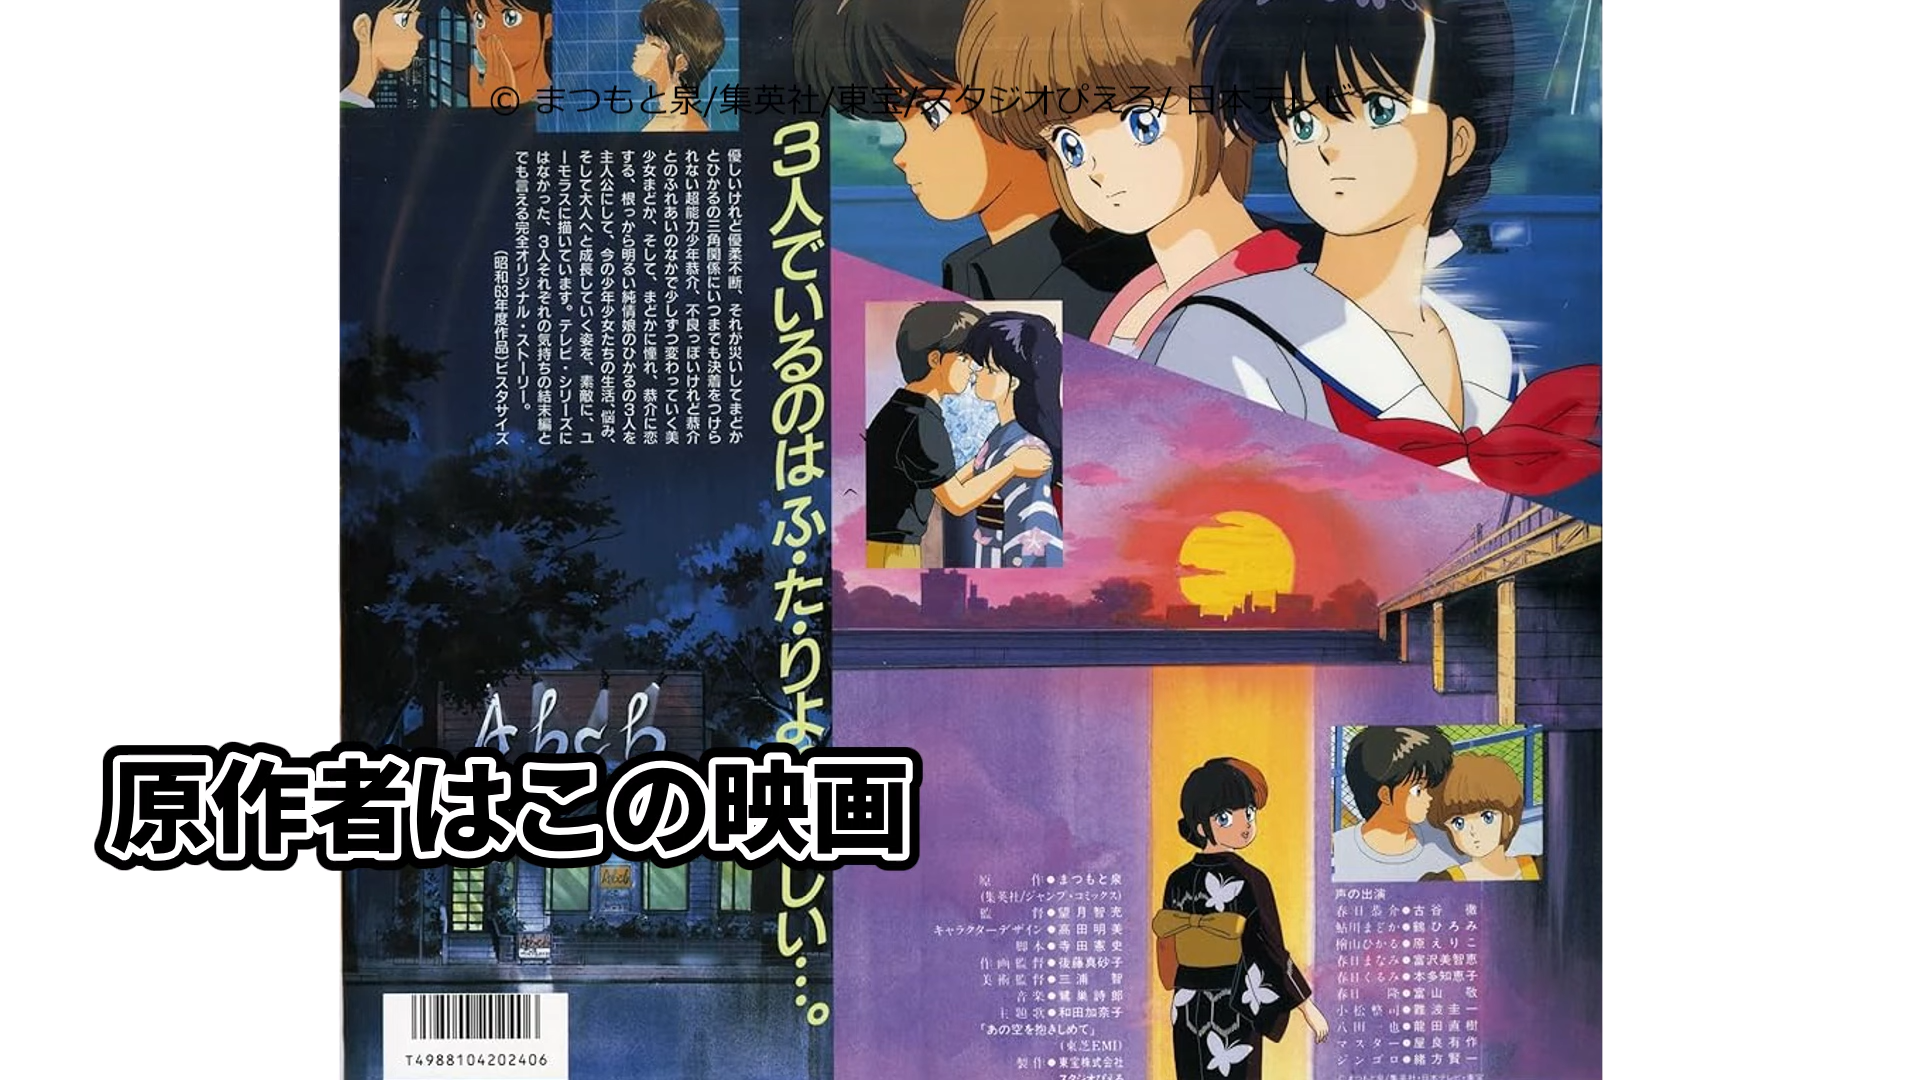 © まつもと泉/集英社/東宝/スタジオぴえろ/ 日本テレビ
3人でいるのはふ・た・りよ しい…。
優しいけれど優柔不断、それが災いしてまどか
とひかるの三角関係にいつまでも決着をつけら
れない超能力少年恭介、不良っぽいけれど恭介
とのふれあいのなかで少しずつ変わっていく美
少女まどか、そして、まどかに憧れ、恭介に恋
する、根っから明るい純情娘のひかるの3人を
主人公にして、今の少年少女たちの生活、悩み、
そして大人へと成長していく姿を、素敵に、ユ
ーモラスに描いています。テレビ・シリーズに
はなかった、3人それぞれの気持ちの結末編と
でも言える完全オリジナル・ストーリー。
(昭和63年度作品)ビスタサイズ
Abcb
原作者はこの映画
Abcb
T4988104202406
原作●まつもと泉
(集英社/ジャンプ・コミックス)
監督●望月智充
キャラクターデザイン●高田明美
脚本●寺田憲史
作画監督●後藤真砂子
美術監督●三浦 智
音楽●鷺巣詩郎
主題歌●和田加奈子
「あの空を抱きしめて」
(東芝EMI)
製作●東宝株式会社
スタジオぴえろ
声の出演
春日恭介●古谷 徹
鮎川まどか●鶴ひろみ
檜山ひかる●原えりこ
春日まなみ●富沢美智恵
春日くるみ●本多知恵子
春日 隆●富山 敬
小松整司●難波圭一
八田一也●龍田直樹
マスター●屋良有作
ジンゴロ●緒方賢一